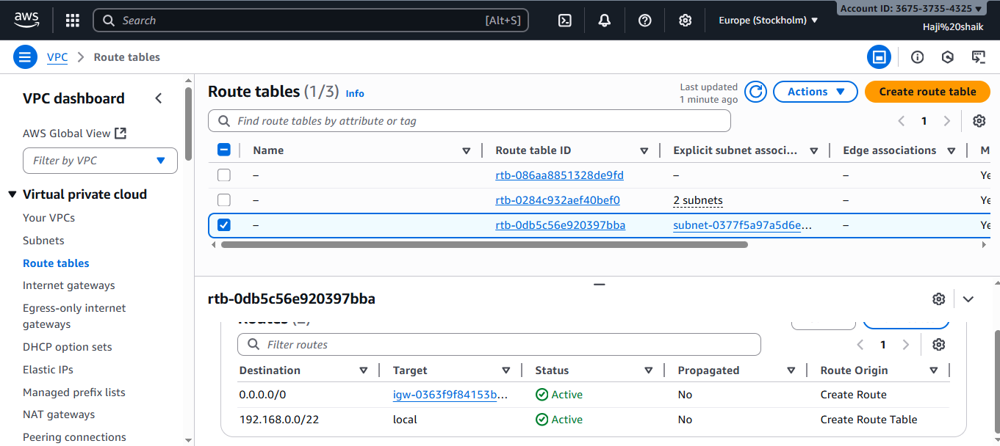 aws
Search [Alt+S]
Europe (Stockholm)
Account ID: 3675-3735-4325
Haji%20shaik
VPC
Route tables
VPC dashboard
AWS Global View
Filter by VPC
Virtual private cloud
Your VPCs
Subnets
Route tables
Internet gateways
Egress-only internet
gateways
DHCP option sets
Elastic IPs
Managed prefix lists
NAT gateways
Peering connections
Route tables (1/3) Info
Last updated
1 minute ago
Actions
Create route table
Find route tables by attribute or tag
1
Name Route table ID Explicit subnet associ... Edge associations M
– rtb-086aa8851328de9fd – – Ye
– rtb-0284c932aef40bef0 2 subnets – Ye
– rtb-0db5c56e920397bba subnet-0377f5a97a5d6e... – Ye
rtb-0db5c56e920397bba
Routes (2)
Filter routes
1
Destination Target Status Propagated Route Origin
0.0.0.0/0 igw-0363f9f84153b... Active No Create Route
192.168.0.0/22 local Active No Create Route Table